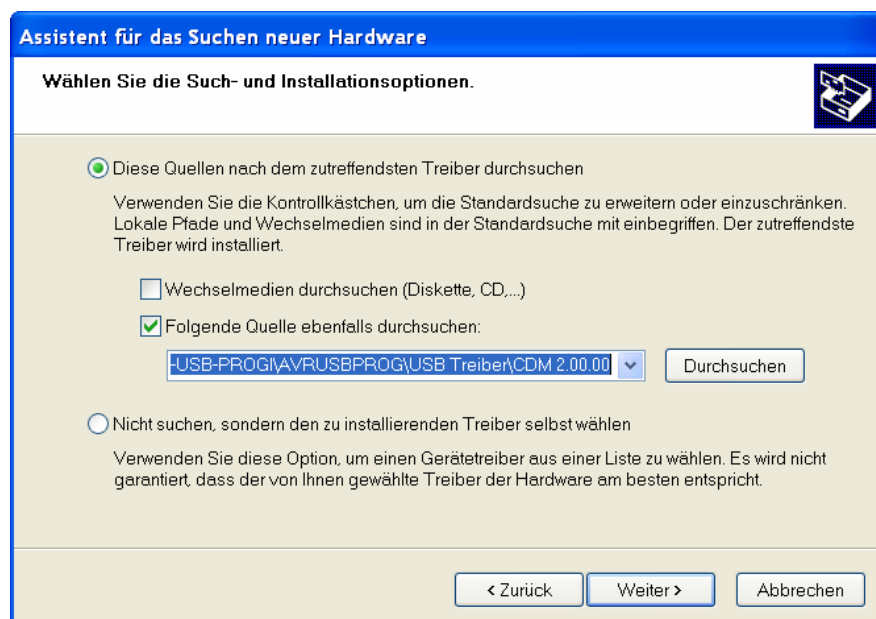 Assistent für das Suchen neuer Hardware
Wählen Sie die Such- und Installationsoptionen.
Diese Quellen nach dem zutreffendsten Treiber durchsuchen
Verwenden Sie die Kontrollkästchen, um die Standardsuche zu erweitern oder einzuschränken.
Lokale Pfade und Wechselmedien sind in der Standardsuche mit einbegriffen. Der zutreffendste
Treiber wird installiert.
Wechselmedien durchsuchen (Diskette, CD,...)
Folgende Quelle ebenfalls durchsuchen:
-USB-PROGI\AVRUSBPROG\USB Treiber\CDM 2.00.00
Durchsuchen
Nicht suchen, sondern den zu installierenden Treiber selbst wählen
Verwenden Sie diese Option, um einen Gerätetreiber aus einer Liste zu wählen. Es wird nicht
garantiert, dass der von Ihnen gewählte Treiber der Hardware am besten entspricht.
< Zurück Weiter > Abbrechen